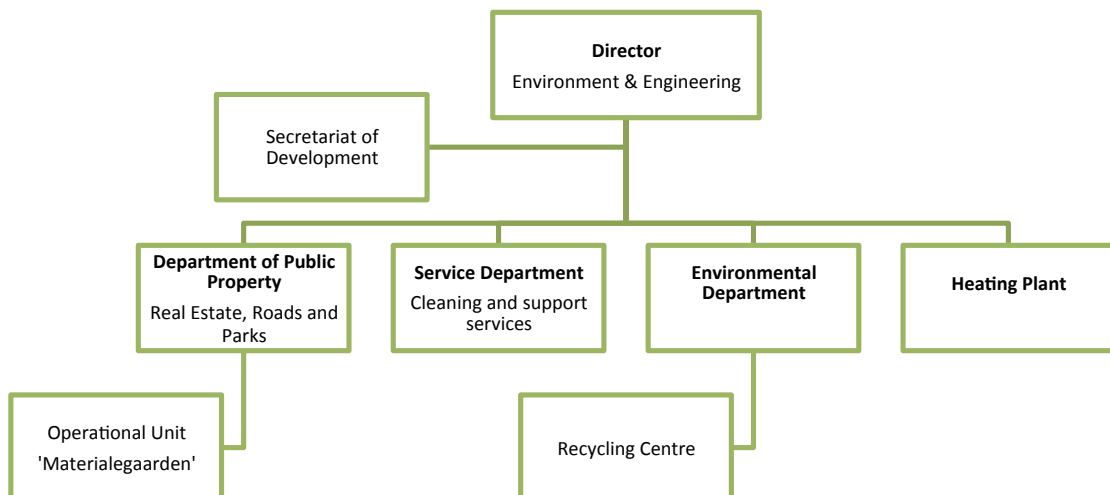 Director
Environment & Engineering
Secretariat of
Development
Department of Public
Property
Real Estate, Roads and
Parks
Service Department
Cleaning and support
services
Environmental
Department
Heating Plant
Operational Unit
'Materialegaarden'
Recycling Centre